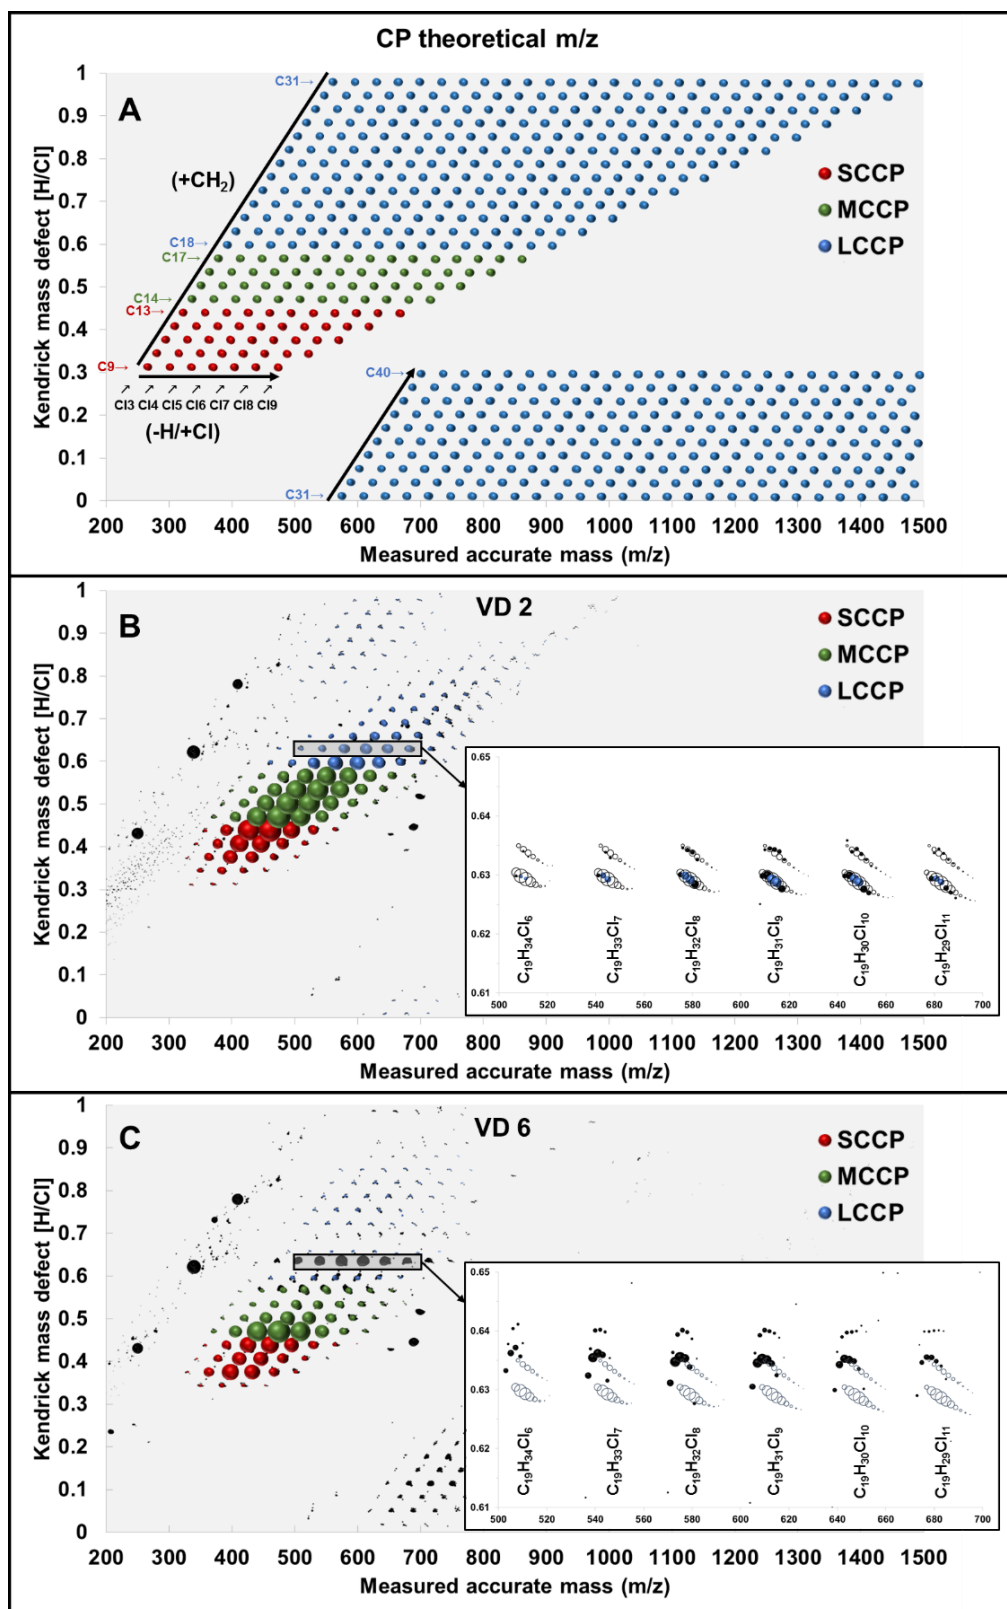 CP theoretical m/z
A
Kendrick mass defect [H/Cl]
1
0.9
0.8
0.7
0.6
0.5
0.4
0.3
0.2
0.1
0
C31→
(+CH₂)
C18→
C17→
C14→
C13→
C9→
Cl3 Cl4 Cl5 Cl6 Cl7 Cl8 Cl9
(-H/+Cl)
SCCP
MCCP
LCCP
C40→
C31→
200 300 400 500 600 700 800 900 1000 1100 1200 1300 1400 1500
Measured accurate mass (m/z)
B
VD 2
Kendrick mass defect [H/Cl]
1
0.9
0.8
0.7
0.6
0.5
0.4
0.3
0.2
0.1
0
SCCP
MCCP
LCCP
0.65
0.64
0.63
0.62
0.61
C₁₉H₃₄Cl₆
C₁₉H₃₃Cl₇
C₁₉H₃₂Cl₈
C₁₉H₃₁Cl₉
C₁₉H₃₀Cl₁₀
C₁₉H₂₉Cl₁₁
500 520 540 560 580 600 620 640 660 680 700
200 300 400 500 600 700 800 900 1000 1100 1200 1300 1400 1500
Measured accurate mass (m/z)
C
VD 6
Kendrick mass defect [H/Cl]
1
0.9
0.8
0.7
0.6
0.5
0.4
0.3
0.2
0.1
0
SCCP
MCCP
LCCP
0.65
0.64
0.63
0.62
0.61
C₁₉H₃₄Cl₆
C₁₉H₃₃Cl₇
C₁₉H₃₂Cl₈
C₁₉H₃₁Cl₉
C₁₉H₃₀Cl₁₀
C₁₉H₂₉Cl₁₁
500 520 540 560 580 600 620 640 660 680 700
200 300 400 500 600 700 800 900 1000 1100 1200 1300 1400 1500
Measured accurate mass (m/z)